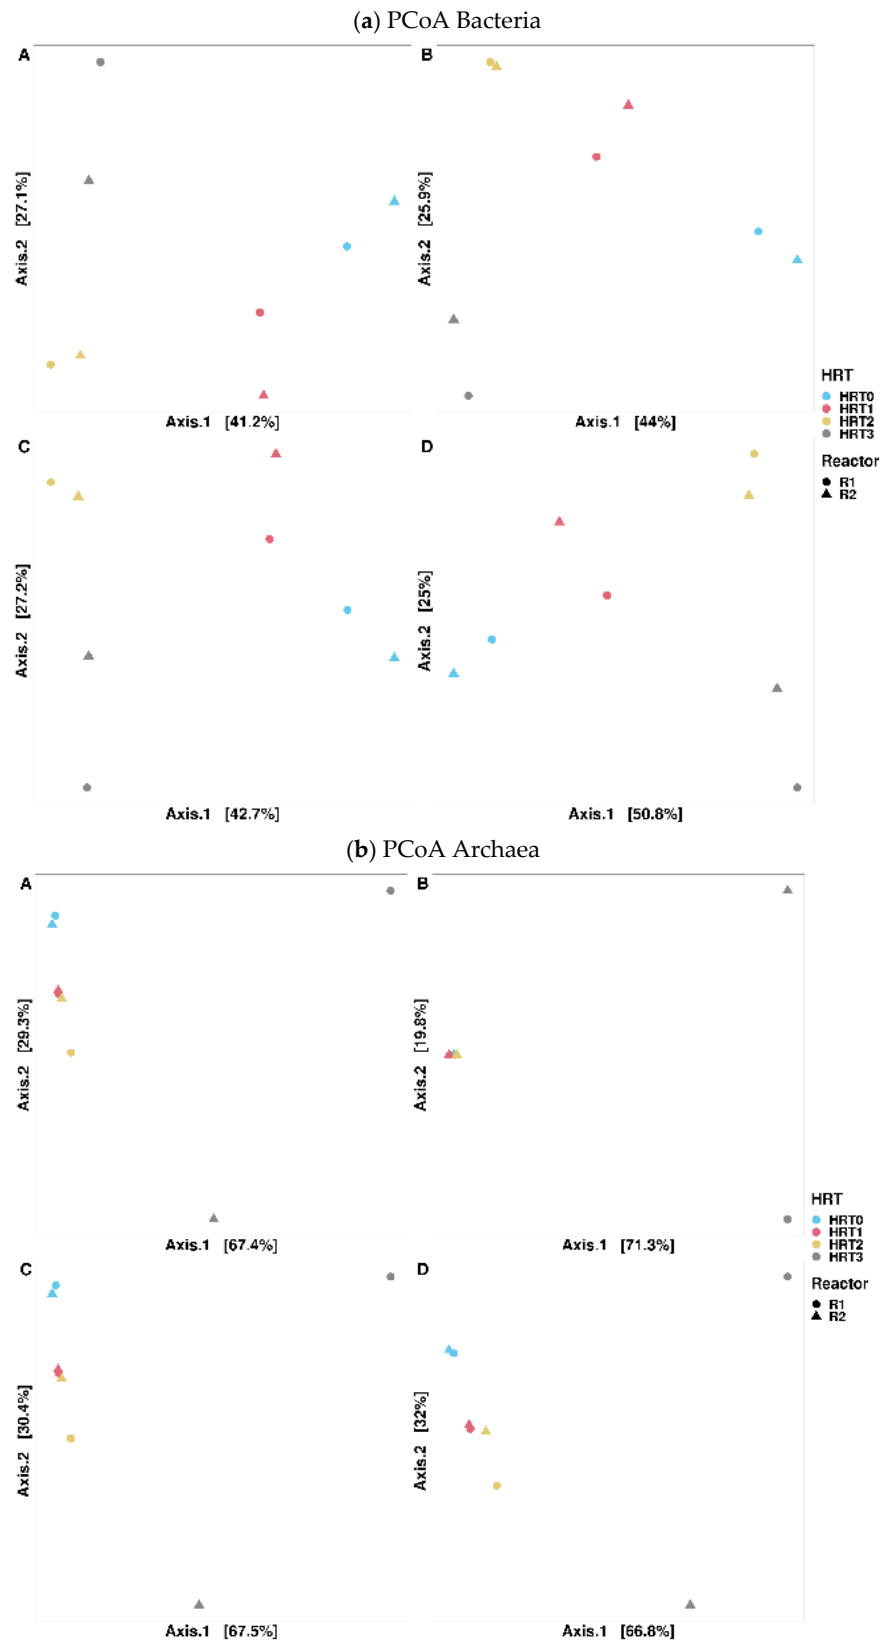 (a) PCoA Bacteria
A
B
Axis.2 [27.1%]
Axis.2 [25.9%]
Axis.1 [41.2%]
Axis.1 [44%]
C
D
Axis.2 [27.2%]
Axis.2 [25%]
Axis.1 [42.7%]
Axis.1 [50.8%]
HRT
HRT0
HRT1
HRT2
HRT3
Reactor
R1
R2
(b) PCoA Archaea
A
B
Axis.2 [29.3%]
Axis.2 [19.8%]
Axis.1 [67.4%]
Axis.1 [71.3%]
C
D
Axis.2 [30.4%]
Axis.2 [32%]
Axis.1 [67.5%]
Axis.1 [66.8%]
HRT
HRT0
HRT1
HRT2
HRT3
Reactor
R1
R2